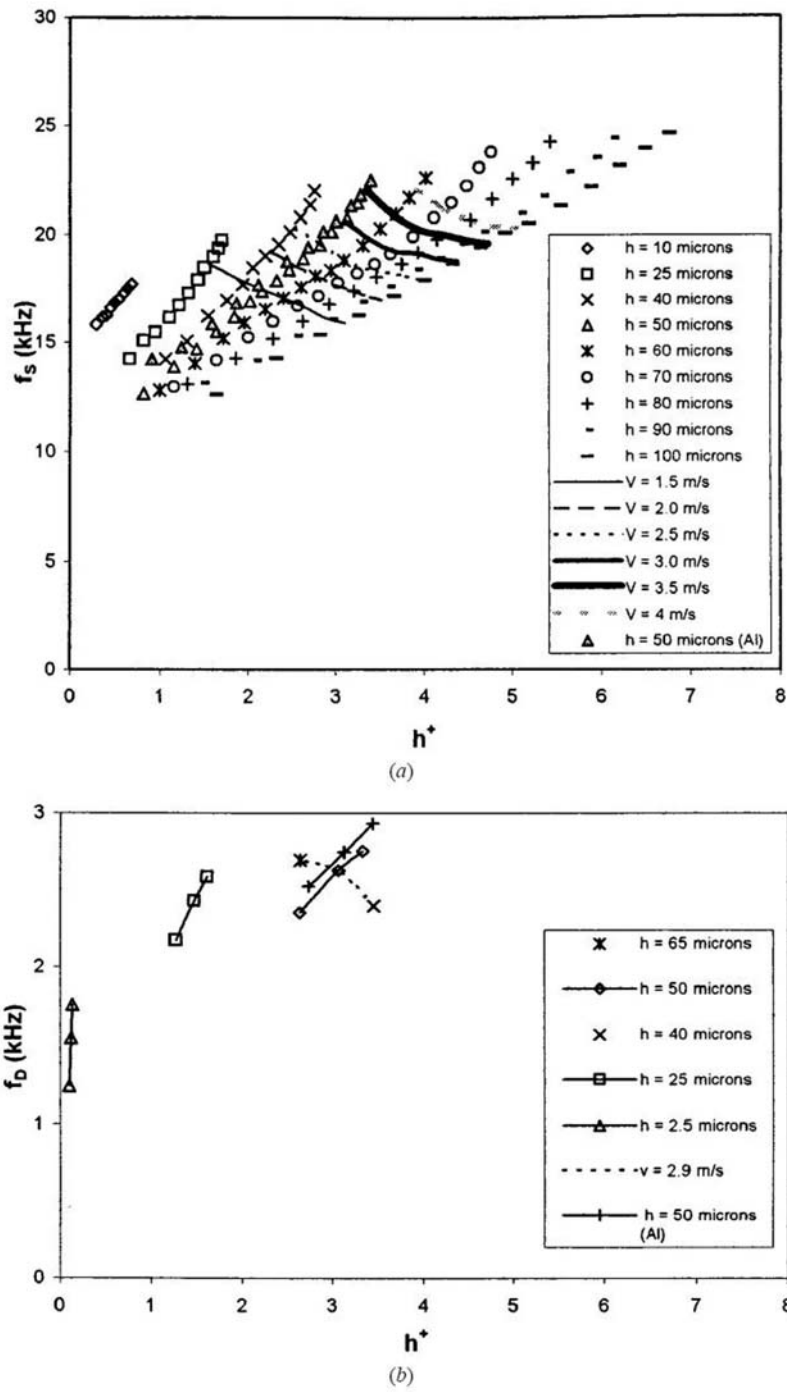 30
25
20
15
10
5
0
f_S (kHz)
0 1 2 3 4 5 6 7 8
h⁺
h = 10 microns
h = 25 microns
h = 40 microns
h = 50 microns
h = 60 microns
h = 70 microns
h = 80 microns
h = 90 microns
h = 100 microns
V = 1.5 m/s
V = 2.0 m/s
V = 2.5 m/s
V = 3.0 m/s
V = 3.5 m/s
V = 4 m/s
h = 50 microns (Al)
(a)
3
2
1
0
f_D (kHz)
0 1 2 3 4 5 6 7 8
h⁺
h = 65 microns
h = 50 microns
h = 40 microns
h = 25 microns
h = 2.5 microns
v = 2.9 m/s
h = 50 microns
(Al)
(b)